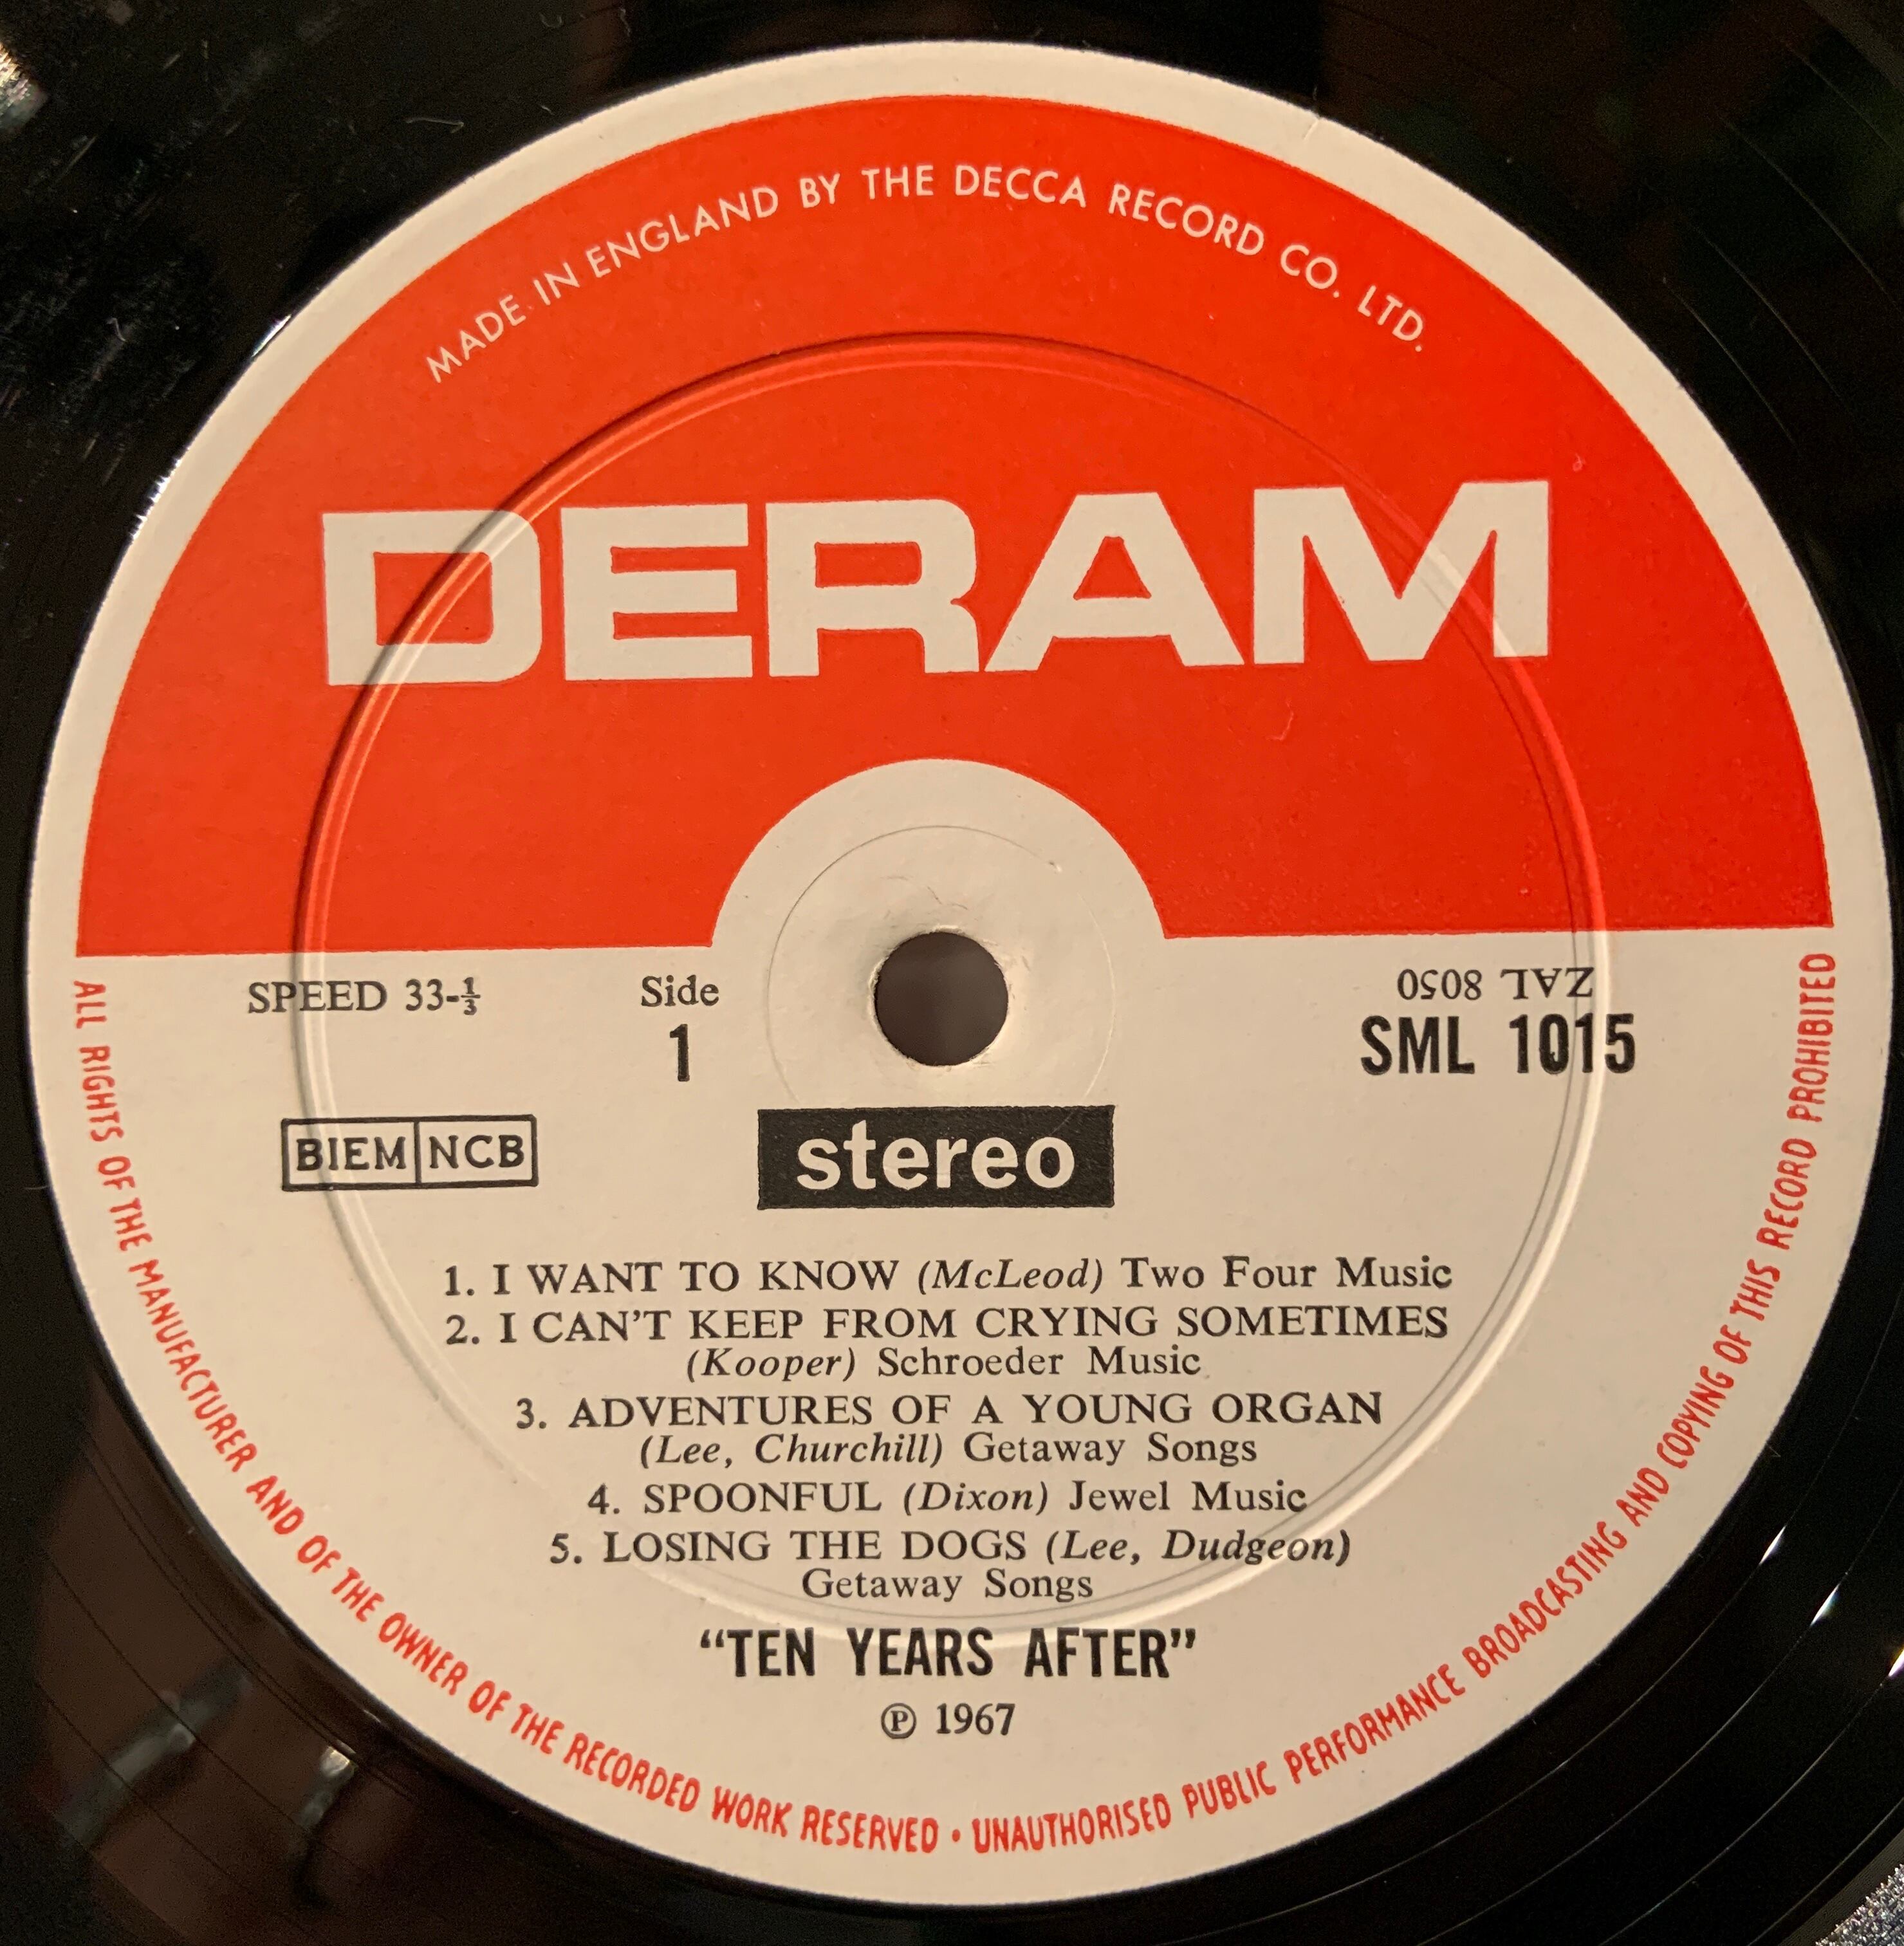 MADE IN ENGLAND BY THE DECCA RECORD CO. LTD.
DERAM
SPEED 33-⅓
Side
1
ZAL 8050
SML 1015
BIEM NCB
stereo
1. I WANT TO KNOW (McLeod) Two Four Music
2. I CAN'T KEEP FROM CRYING SOMETIMES
(Kooper) Schroeder Music
3. ADVENTURES OF A YOUNG ORGAN
(Lee, Churchill) Getaway Songs
4. SPOONFUL (Dixon) Jewel Music
5. LOSING THE DOGS (Lee, Dudgeon)
Getaway Songs
“TEN YEARS AFTER”
℗ 1967
ALL RIGHTS OF THE MANUFACTURER AND OF THE OWNER OF THE RECORDED WORK RESERVED • UNAUTHORISED PUBLIC PERFORMANCE BROADCASTING AND COPYING OF THIS RECORD PROHIBITED